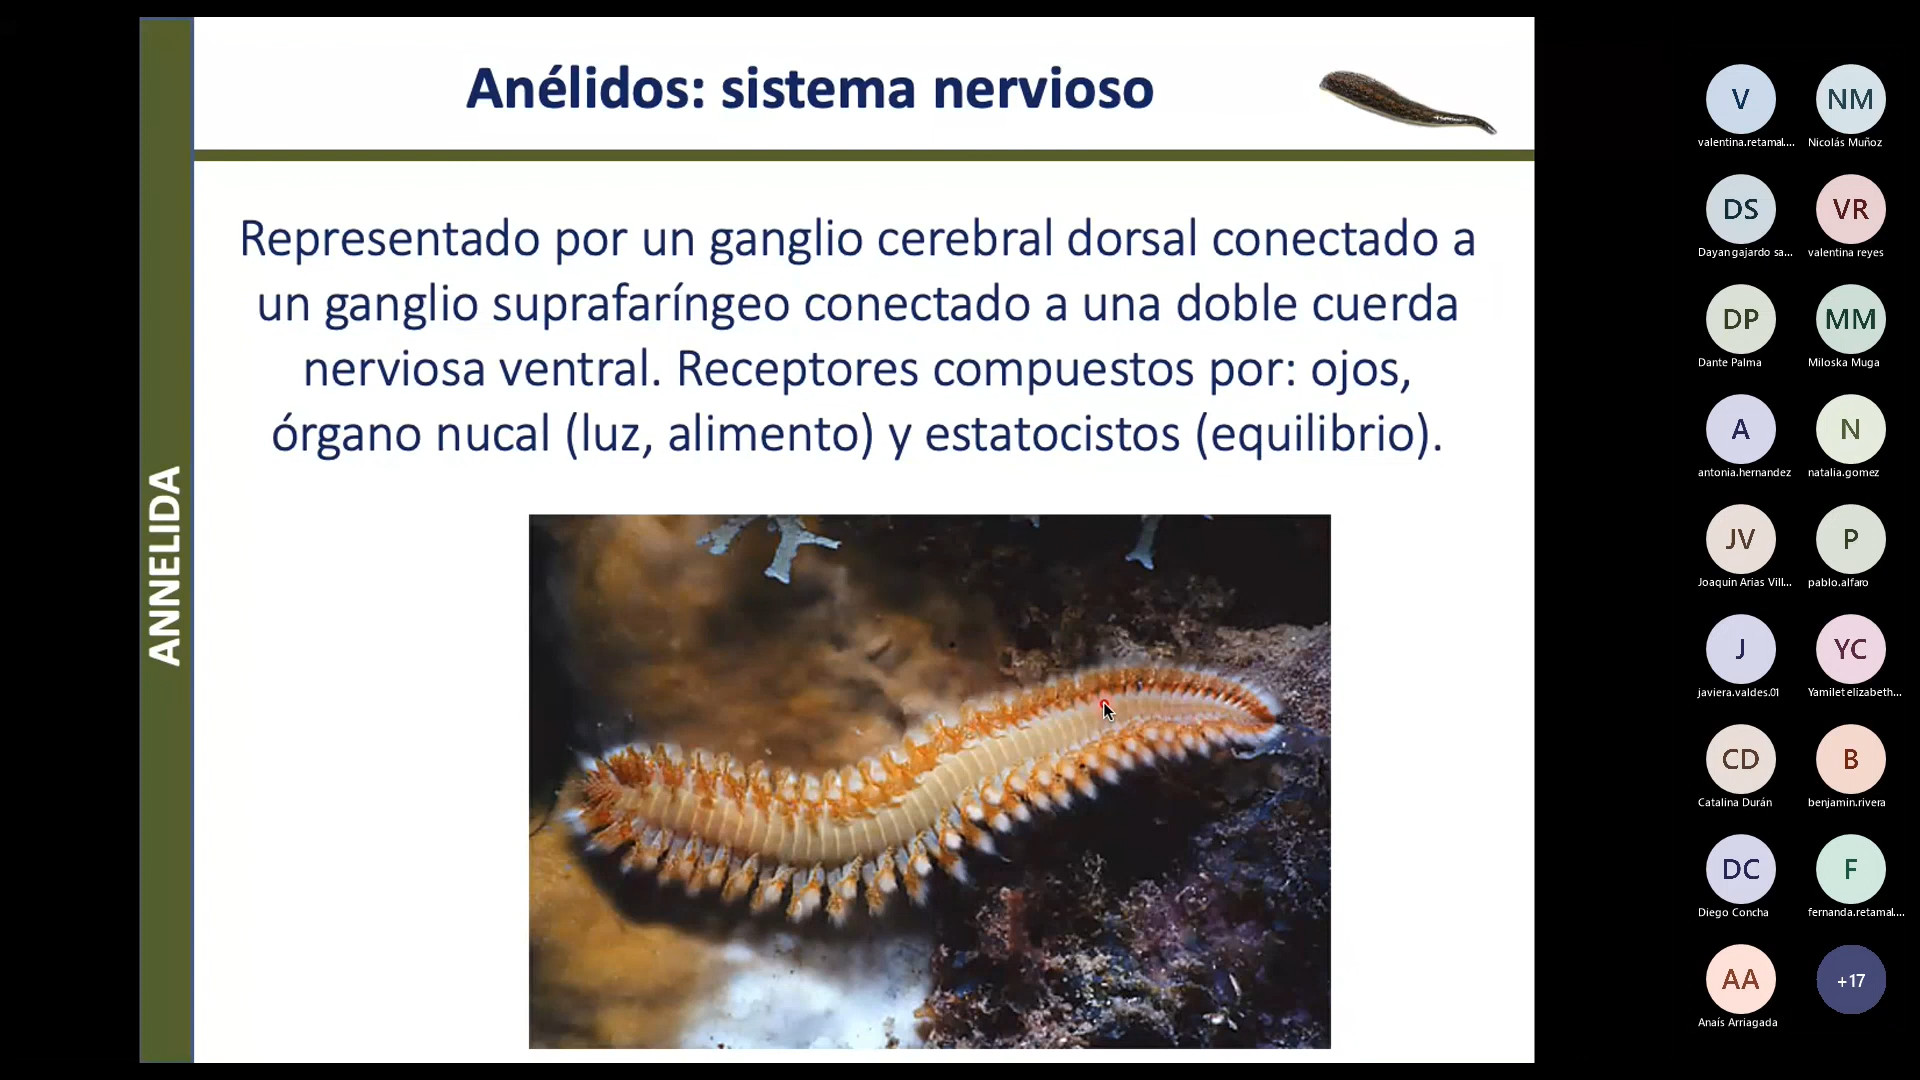 Anélidos: sistema nervioso
Representado por un ganglio cerebral dorsal conectado a
un ganglio suprafaríngeo conectado a una doble cuerda
nerviosa ventral. Receptores compuestos por: ojos,
órgano nucal (luz, alimento) y estatocistos (equilibrio).
ANNELIDA
V
valentina.retamal....
NM
Nicolás Muñoz
DS
Dayan gajardo sa...
VR
valentina reyes
DP
Dante Palma
MM
Miloska Muga
A
antonia.hernandez
N
natalia.gomez
JV
Joaquin Arias Vill...
P
pablo.alfaro
J
javiera.valdes.01
YC
Yamilet elizabeth...
CD
Catalina Durán
B
benjamin.rivera
DC
Diego Concha
F
fernanda.retamal....
AA
Anaís Arriagada
+17